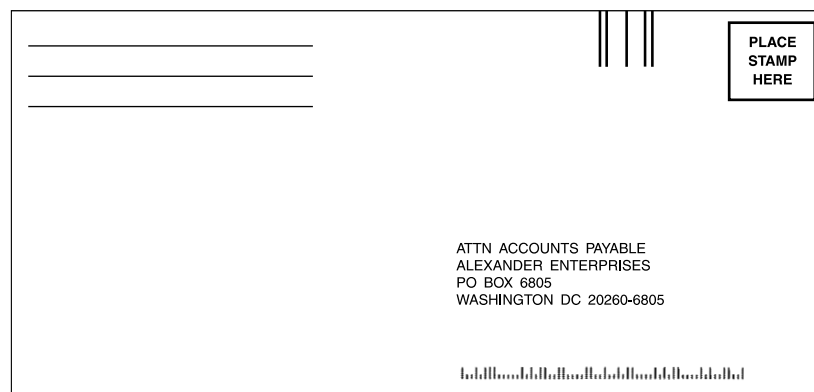 PLACE
STAMP
HERE
ATTN ACCOUNTS PAYABLE
ALEXANDER ENTERPRISES
PO BOX 6805
WASHINGTON DC 20260-6805